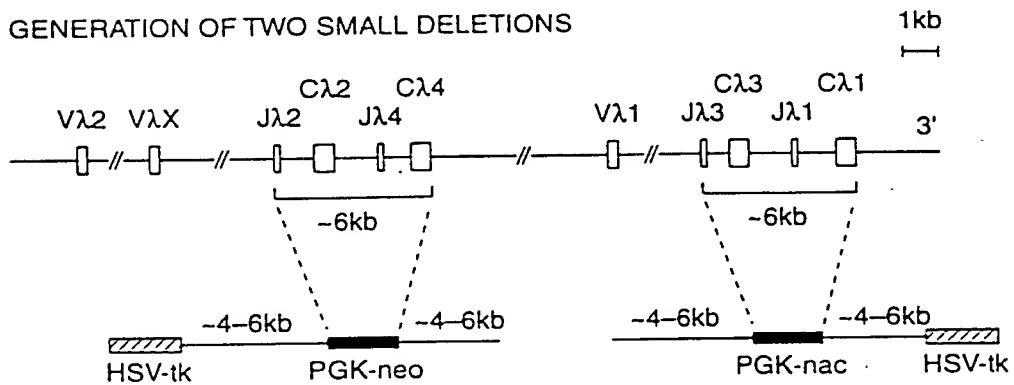 GENERATION OF TWO SMALL DELETIONS
1kb
Cλ2 Cλ4 Cλ3 Cλ1
Vλ2 VλX Jλ2 Jλ4 Vλ1 Jλ3 Jλ1 3'
~6kb ~6kb
~4–6kb ~4–6kb ~4–6kb ~4–6kb
HSV-tk PGK-neo PGK-nac HSV-tk